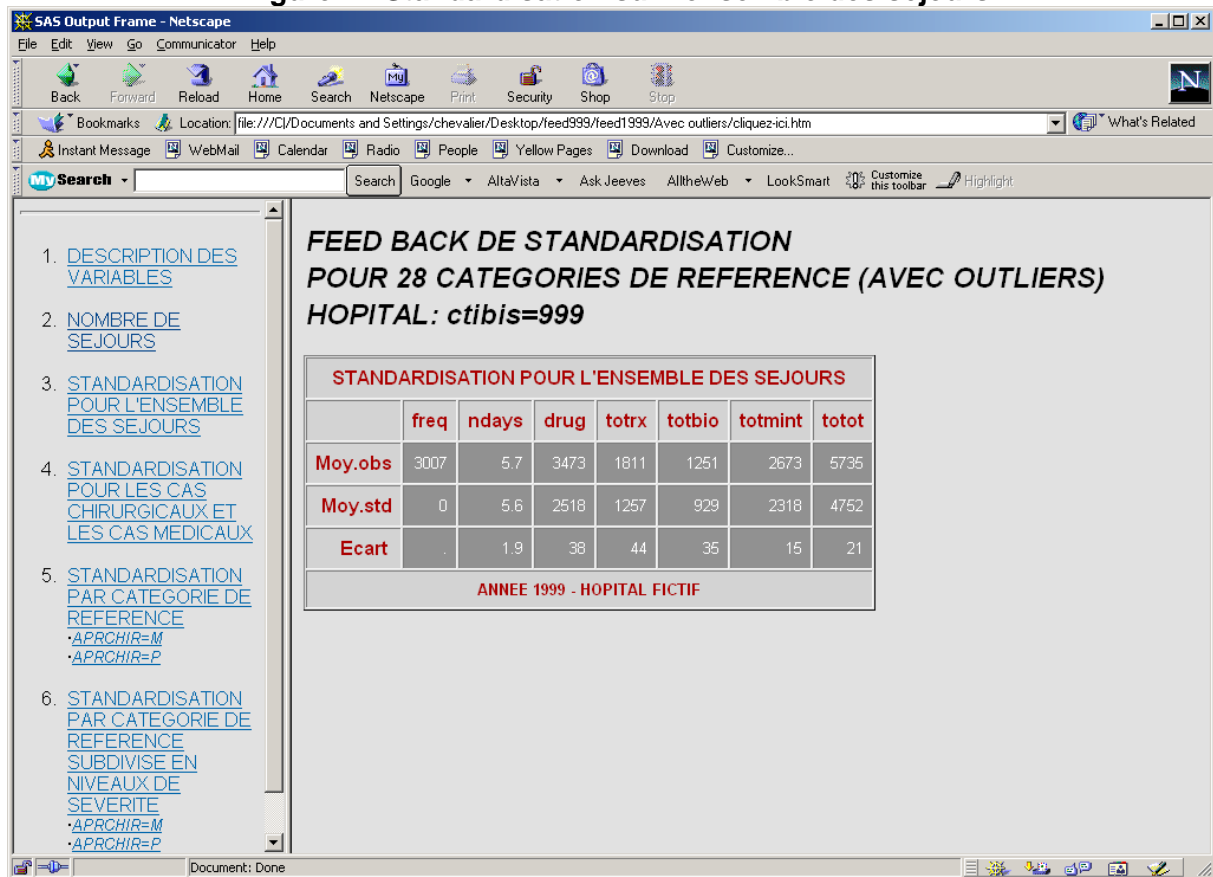 SAS Output Frame - Netscape
File Edit View Go Communicator Help
Back Forward Reload Home Search Netscape Print Security Shop Stop
My
N
Bookmarks Location: file:///C|/Documents and Settings/chevalier/Desktop/feed999/feed1999/Avec outliers/cliquez-ici.htm What's Related
Instant Message WebMail Calendar Radio People Yellow Pages Download Customize...
My Search Search Google AltaVista Ask Jeeves AlltheWeb LookSmart Customize this toolbar Highlight
1. DESCRIPTION DES
VARIABLES
2. NOMBRE DE
SEJOURS
3. STANDARDISATION
POUR L'ENSEMBLE
DES SEJOURS
4. STANDARDISATION
POUR LES CAS
CHIRURGICAUX ET
LES CAS MEDICAUX
5. STANDARDISATION
PAR CATEGORIE DE
REFERENCE
·APRCHIR=M
·APRCHIR=P
6. STANDARDISATION
PAR CATEGORIE DE
REFERENCE
SUBDIVISE EN
NIVEAUX DE
SEVERITE
·APRCHIR=M
·APRCHIR=P
FEED BACK DE STANDARDISATION
POUR 28 CATEGORIES DE REFERENCE (AVEC OUTLIERS)
HOPITAL: ctibis=999
STANDARDISATION POUR L'ENSEMBLE DES SEJOURS
freq ndays drug totrx totbio totmint totot
Moy.obs 3007 5.7 3473 1811 1251 2673 5735
Moy.std 0 5.6 2518 1257 929 2318 4752
Ecart . 1.9 38 44 35 15 21
ANNEE 1999 - HOPITAL FICTIF
Document: Done